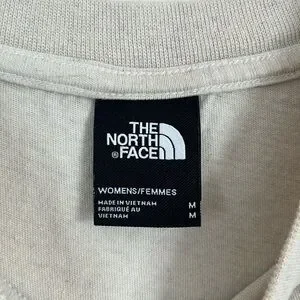 THE
NORTH
®FACE
WOMENS/FEMMES
MADE IN VIETNAM M
FABRIQUÉ AU
VIETNAM M